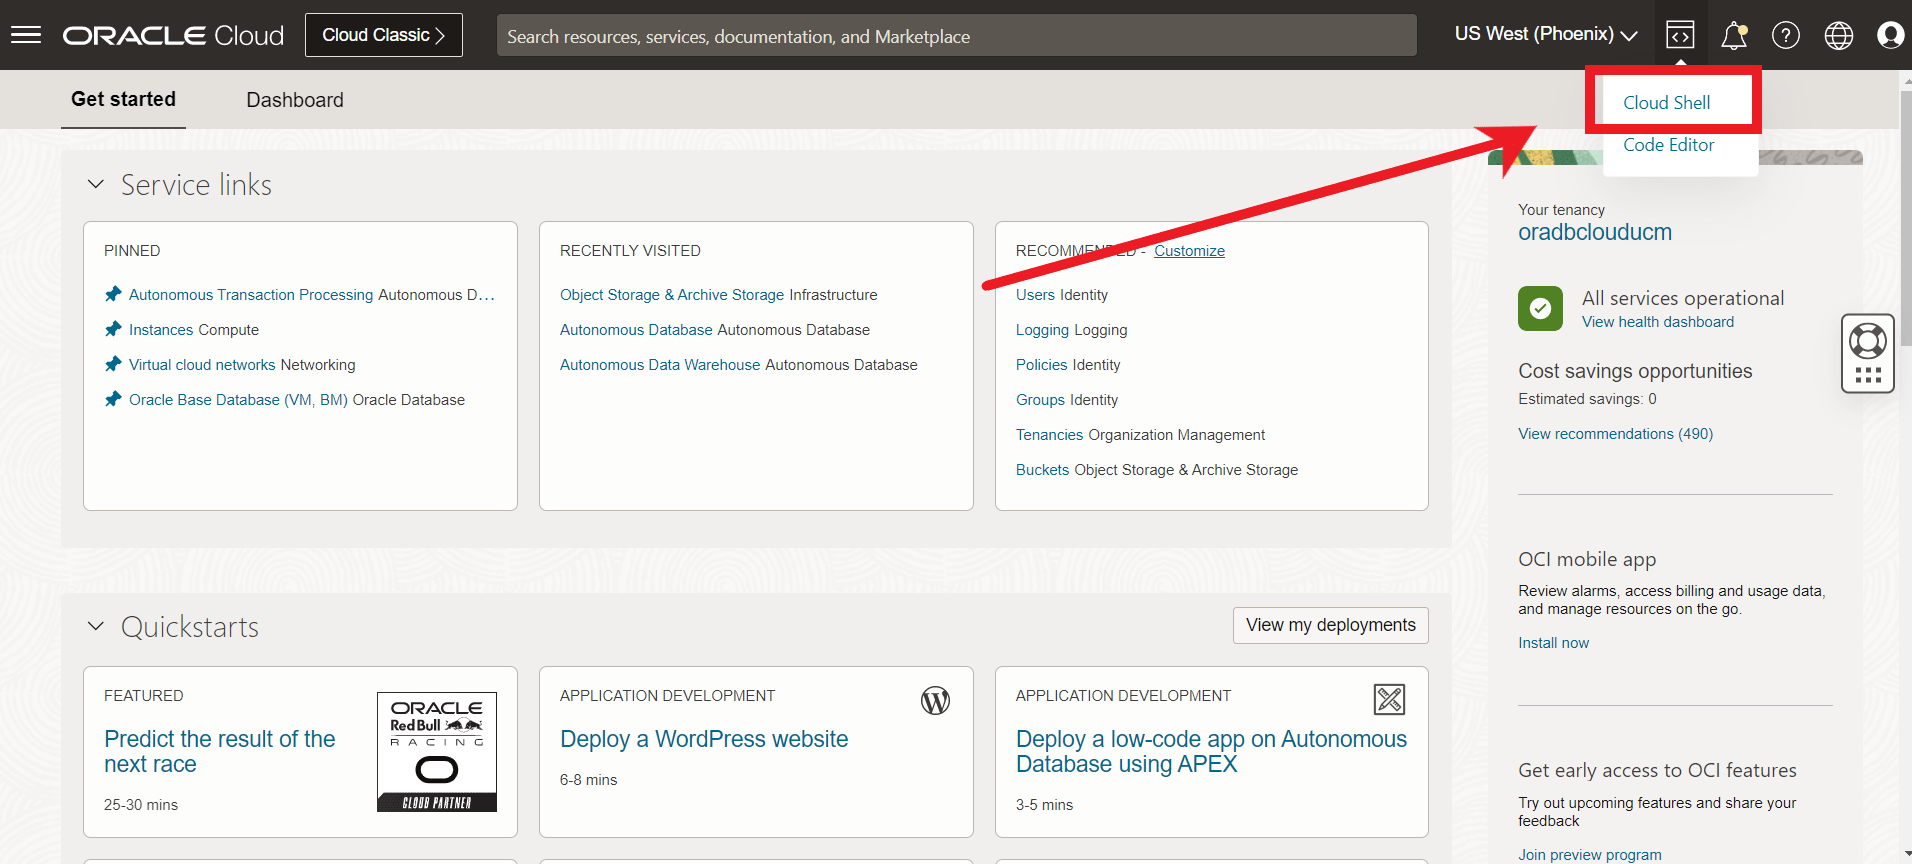 ORACLE Cloud
Cloud Classic
Search resources, services, documentation, and Marketplace
US West (Phoenix)
Cloud Shell
Code Editor
Get started
Dashboard
Service links
PINNED
Autonomous Transaction Processing Autonomous D...
Instances Compute
Virtual cloud networks Networking
Oracle Base Database (VM, BM) Oracle Database
RECENTLY VISITED
Object Storage & Archive Storage Infrastructure
Autonomous Database Autonomous Database
Autonomous Data Warehouse Autonomous Database
RECOMMENDED - Customize
Users Identity
Logging Logging
Policies Identity
Groups Identity
Tenancies Organization Management
Buckets Object Storage & Archive Storage
Your tenancy
oradbclouducm
All services operational
View health dashboard
Cost savings opportunities
Estimated savings: 0
View recommendations (490)
OCI mobile app
Review alarms, access billing and usage data,
and manage resources on the go.
Install now
Get early access to OCI features
Try out upcoming features and share your
feedback
Join preview program
Quickstarts
View my deployments
FEATURED
Predict the result of the
next race
25-30 mins
ORACLE
Red Bull
RACING
CLOUD PARTNER
APPLICATION DEVELOPMENT
Deploy a WordPress website
6-8 mins
APPLICATION DEVELOPMENT
Deploy a low-code app on Autonomous
Database using APEX
3-5 mins